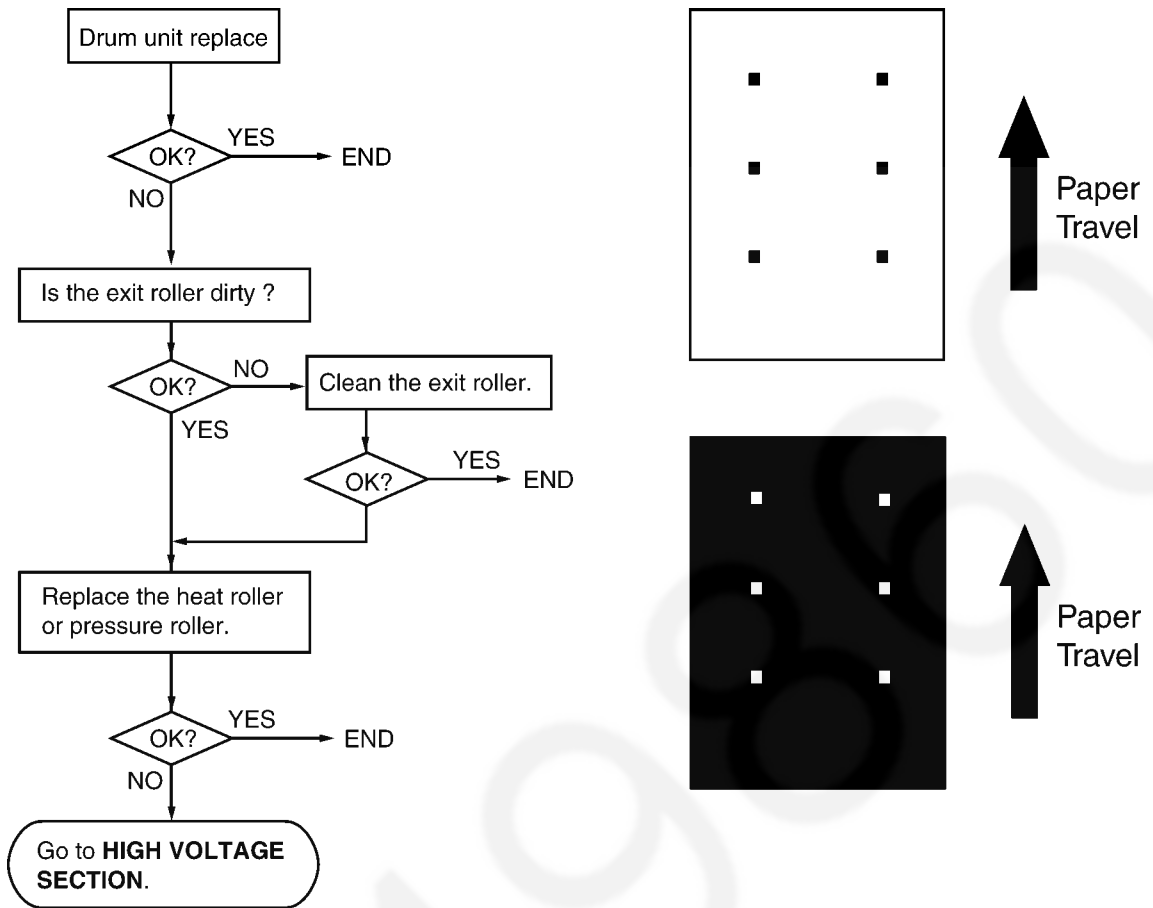 Drum unit replace
OK?
YES
END
NO
Is the exit roller dirty ?
OK?
NO
Clean the exit roller.
YES
OK?
YES
END
Replace the heat roller
or pressure roller.
OK?
YES
END
NO
Go to HIGH VOLTAGE
SECTION.
Paper
Travel
Paper
Travel
19860